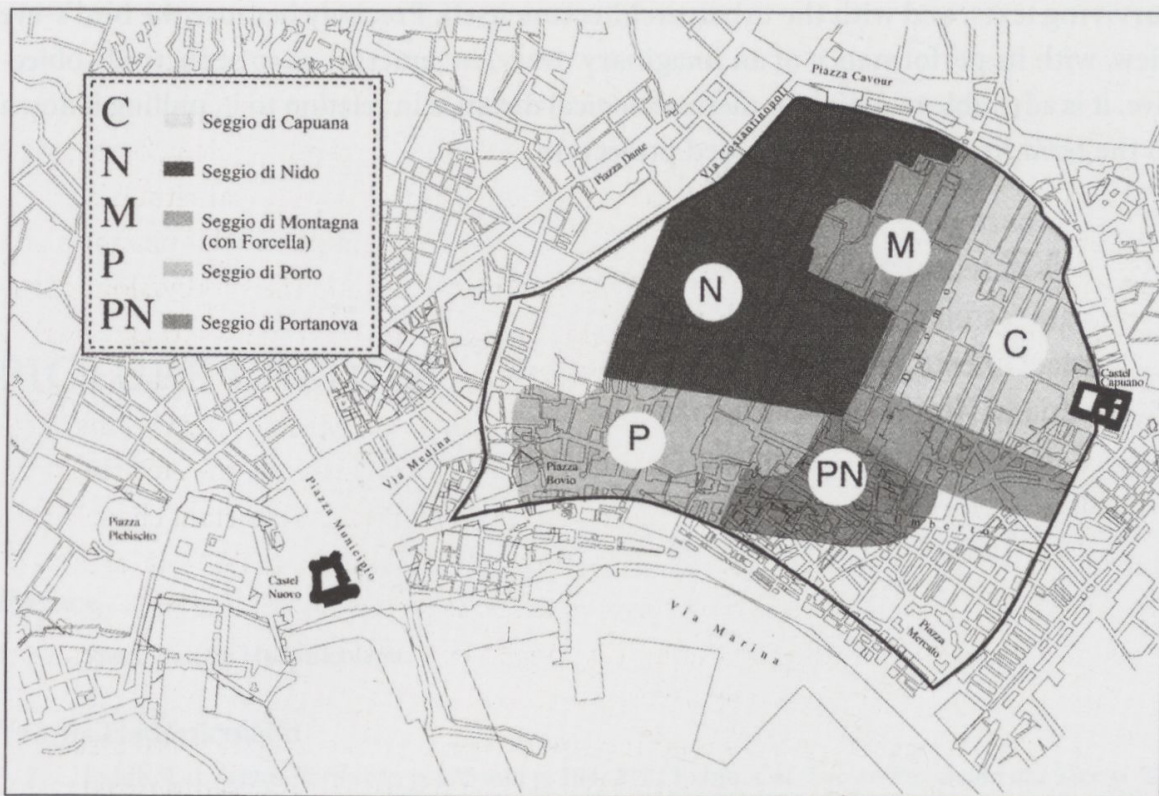 C Seggio di Capuana
N Seggio di Nido
M Seggio di Montagna
(con Forcella)
P Seggio di Porto
PN Seggio di Portanova
Piazza Cavour
Via Costantinopoli
Piazza Dante
M
N
C
Castel
Capuano
P
PN
Via Medina
Piazza
Bovio
Piazza Municipio
Piazza
Plebiscito
Castel
Nuovo
Via Marina
Piazza
Mercato